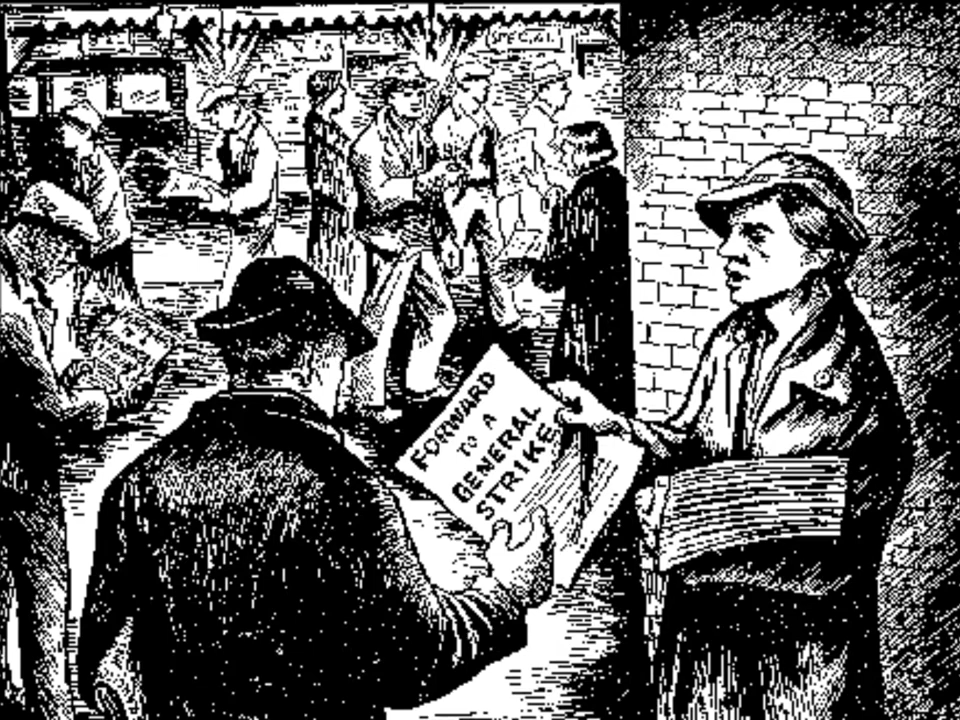 SPECIAL
FORWARD
TO A
GENERAL
STRIKE